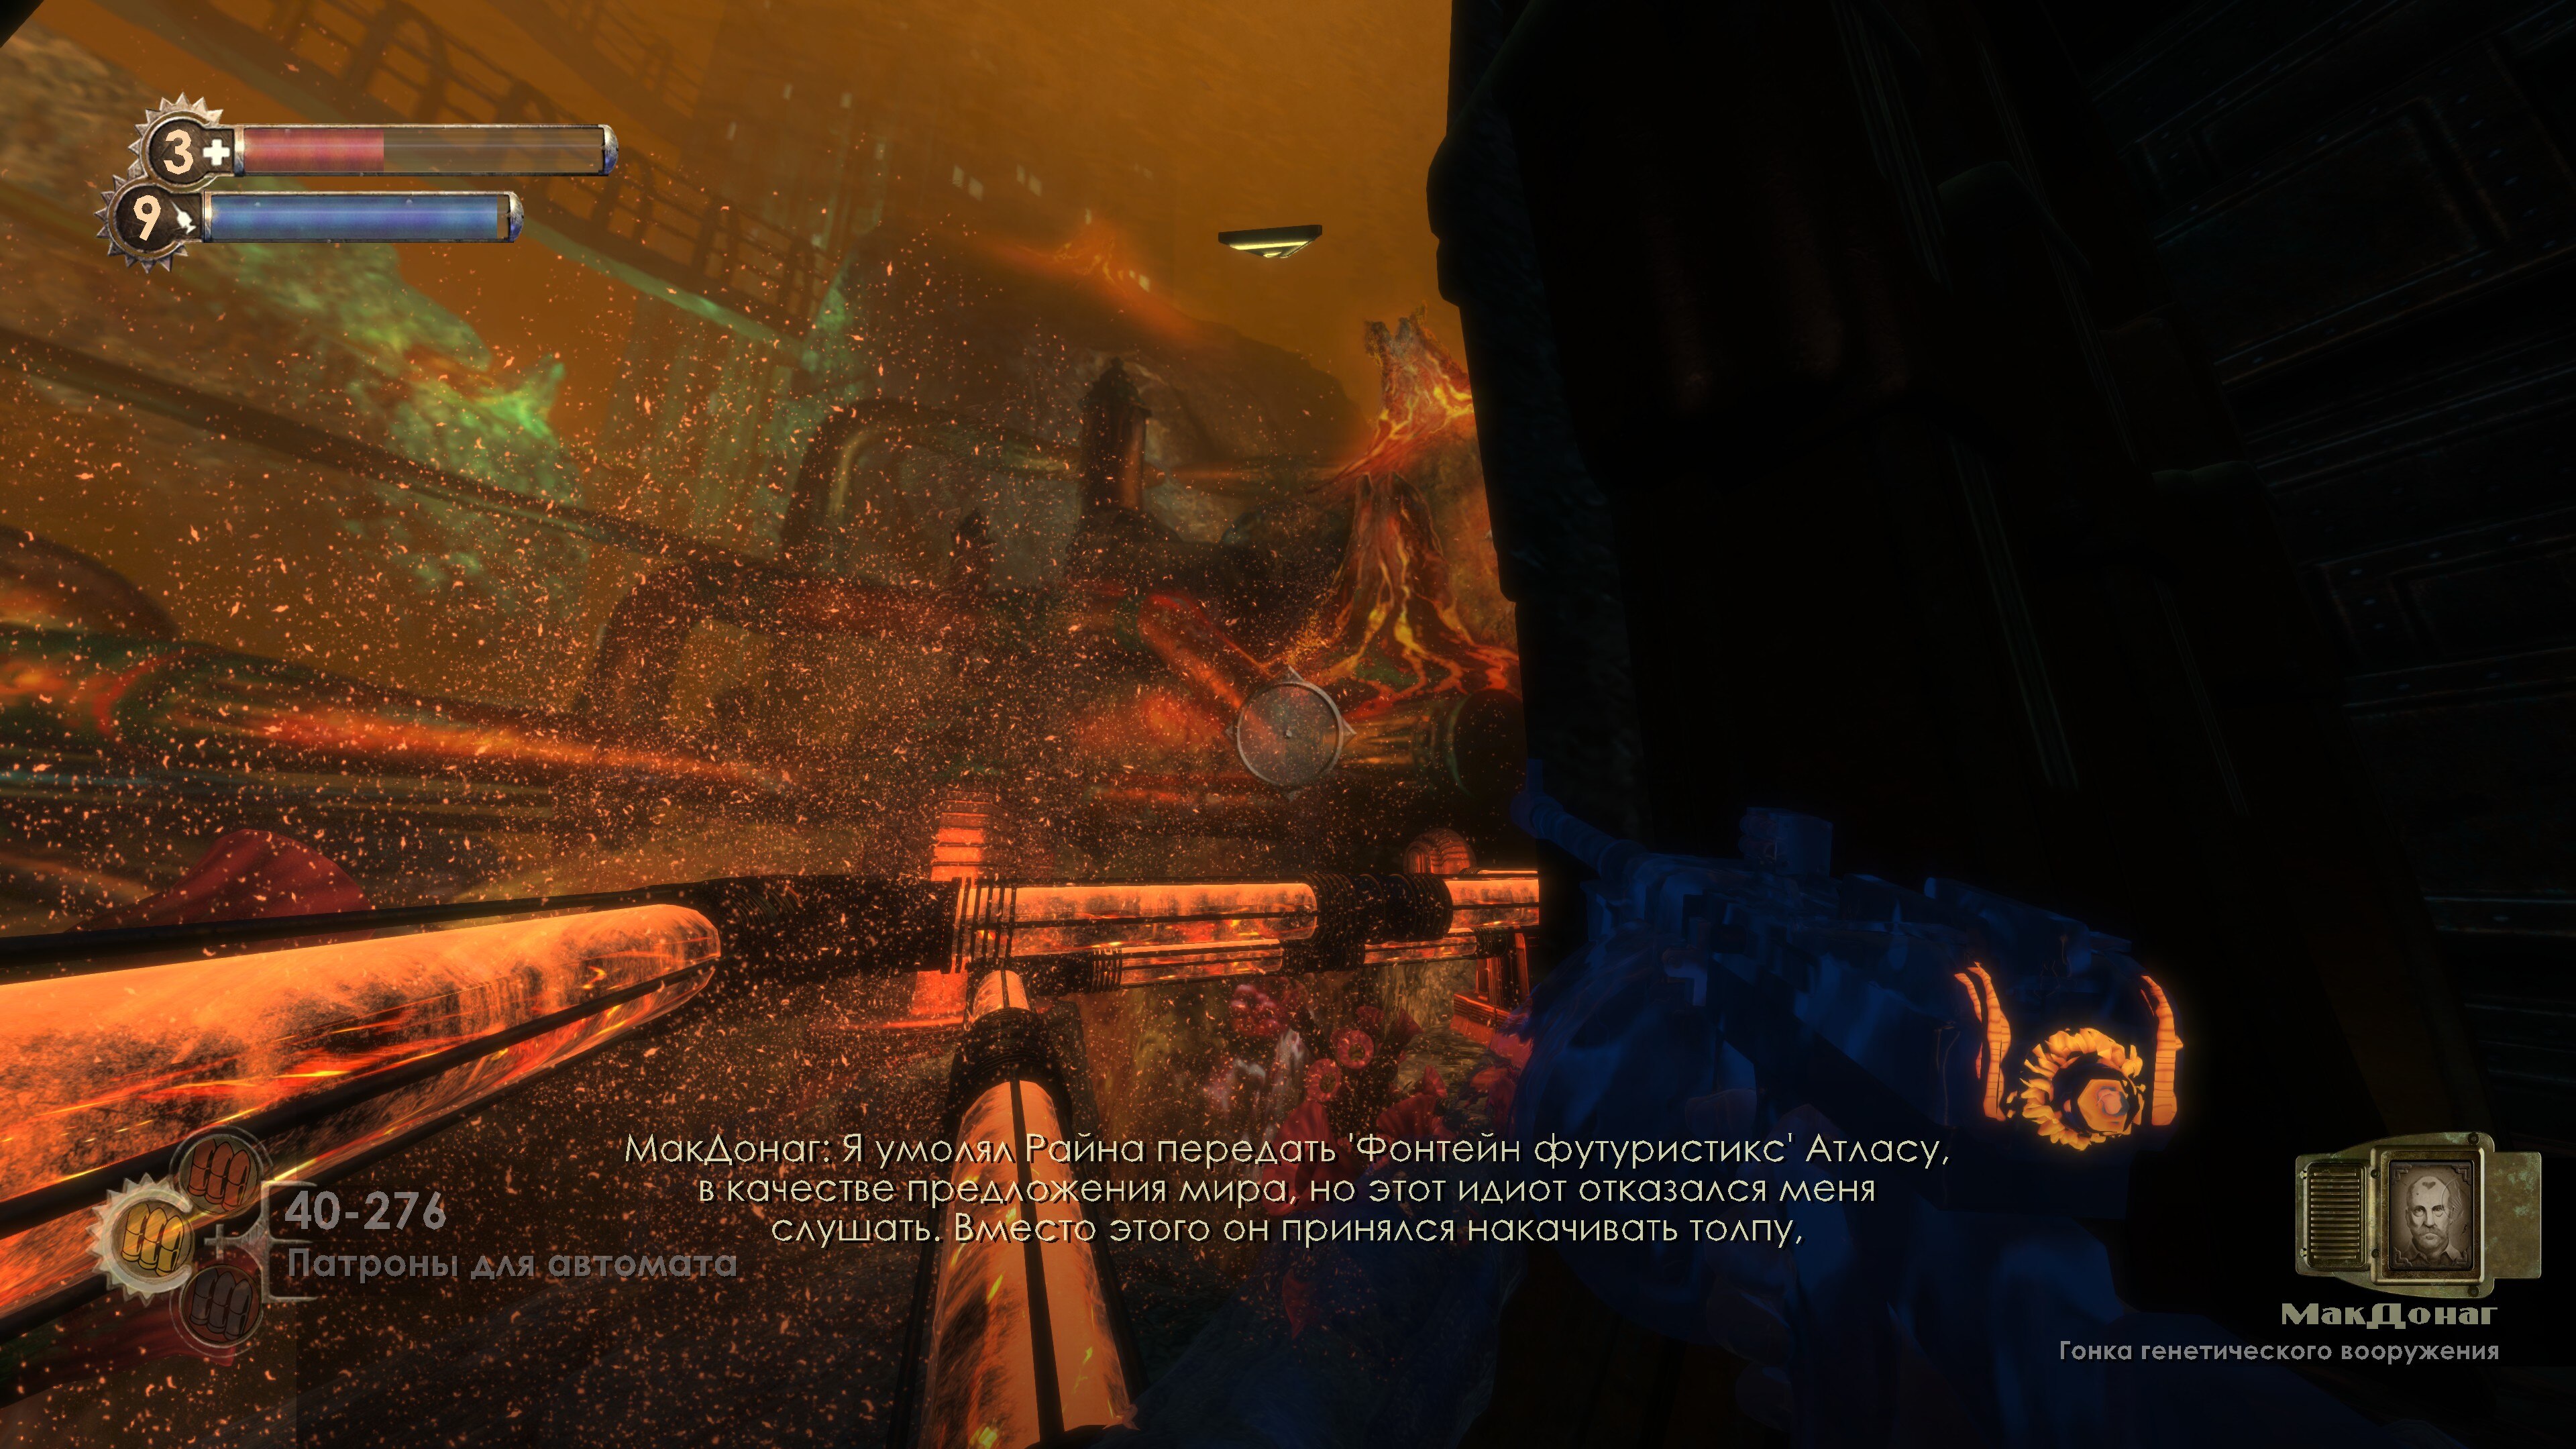 3
9
МакДонаг: Я умолял Райна передать 'Фонтейн футуристикс' Атласу,
в качестве предложения мира, но этот идиот отказался меня
слушать. Вместо этого он принялся накачивать толпу,
40-276
Патроны для автомата
МакДонаг
Гонка генетического вооружения